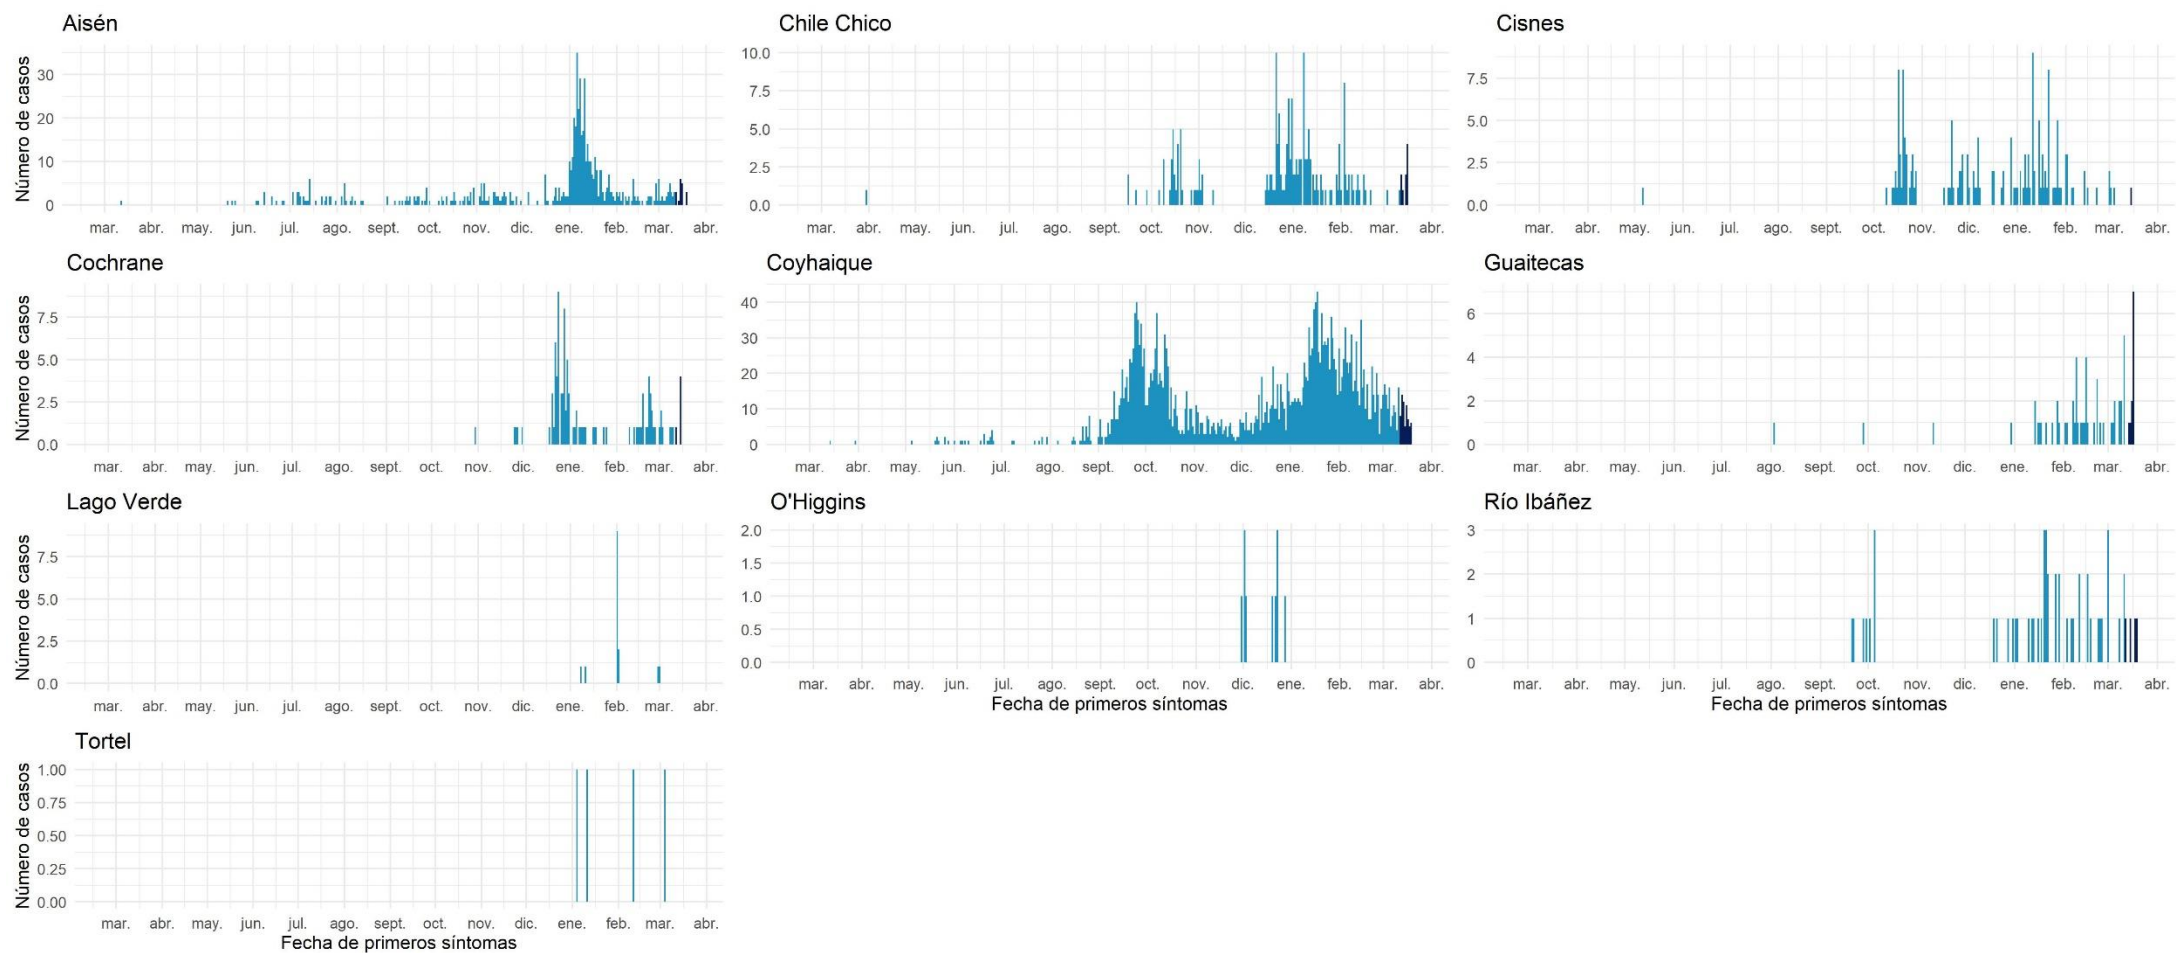 Aisén
Número de casos
30
20
10
0
mar. abr. may. jun. jul. ago. sept. oct. nov. dic. ene. feb. mar. abr.
Chile Chico
10.0
7.5
5.0
2.5
0.0
mar. abr. may. jun. jul. ago. sept. oct. nov. dic. ene. feb. mar. abr.
Cisnes
7.5
5.0
2.5
0.0
mar. abr. may. jun. jul. ago. sept. oct. nov. dic. ene. feb. mar. abr.
Cochrane
Número de casos
7.5
5.0
2.5
0.0
mar. abr. may. jun. jul. ago. sept. oct. nov. dic. ene. feb. mar. abr.
Coyhaique
40
30
20
10
0
mar. abr. may. jun. jul. ago. sept. oct. nov. dic. ene. feb. mar. abr.
Guaitecas
6
4
2
0
mar. abr. may. jun. jul. ago. sept. oct. nov. dic. ene. feb. mar. abr.
Lago Verde
Número de casos
7.5
5.0
2.5
0.0
mar. abr. may. jun. jul. ago. sept. oct. nov. dic. ene. feb. mar. abr.
O'Higgins
2.0
1.5
1.0
0.5
0.0
mar. abr. may. jun. jul. ago. sept. oct. nov. dic. ene. feb. mar. abr.
Fecha de primeros síntomas
Río Ibáñez
3
2
1
0
mar. abr. may. jun. jul. ago. sept. oct. nov. dic. ene. feb. mar. abr.
Fecha de primeros síntomas
Tortel
Número de casos
1.00
0.75
0.50
0.25
0.00
mar. abr. may. jun. jul. ago. sept. oct. nov. dic. ene. feb. mar. abr.
Fecha de primeros síntomas